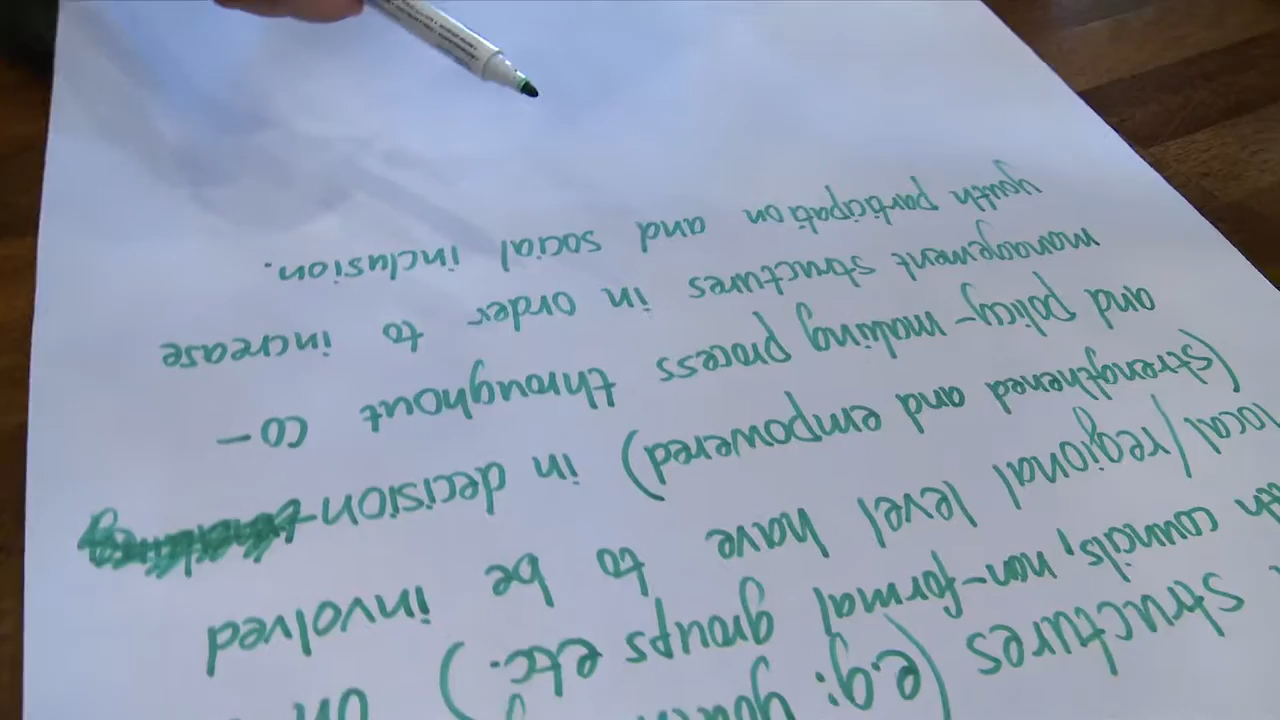 structures (e.g: youth
councils, non-formal groups etc.) on
local/regional level have to be involved
(strengthened and empowered) in decision-
and policy-making process throughout co-
management structures in order to increase
youth participation and social inclusion.